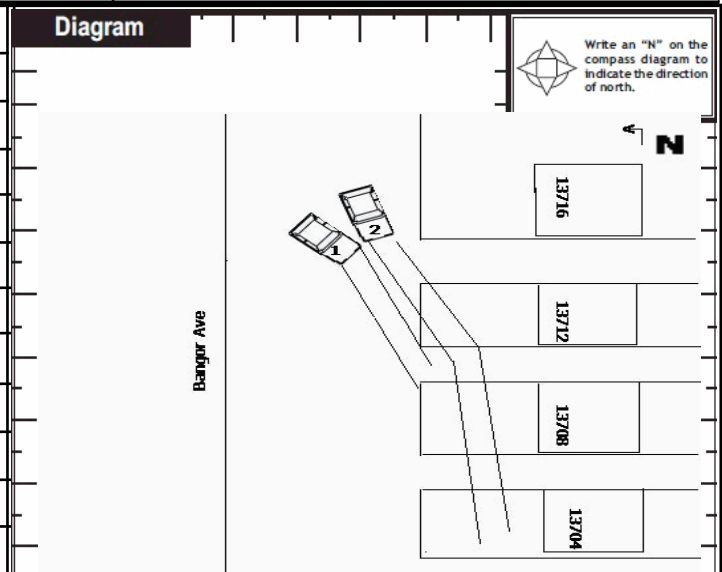 Diagram
Write an “N” on the
compass diagram to
indicate the direction
of north.
N
13716
2
1
13712
Bangor Ave
13708
13704